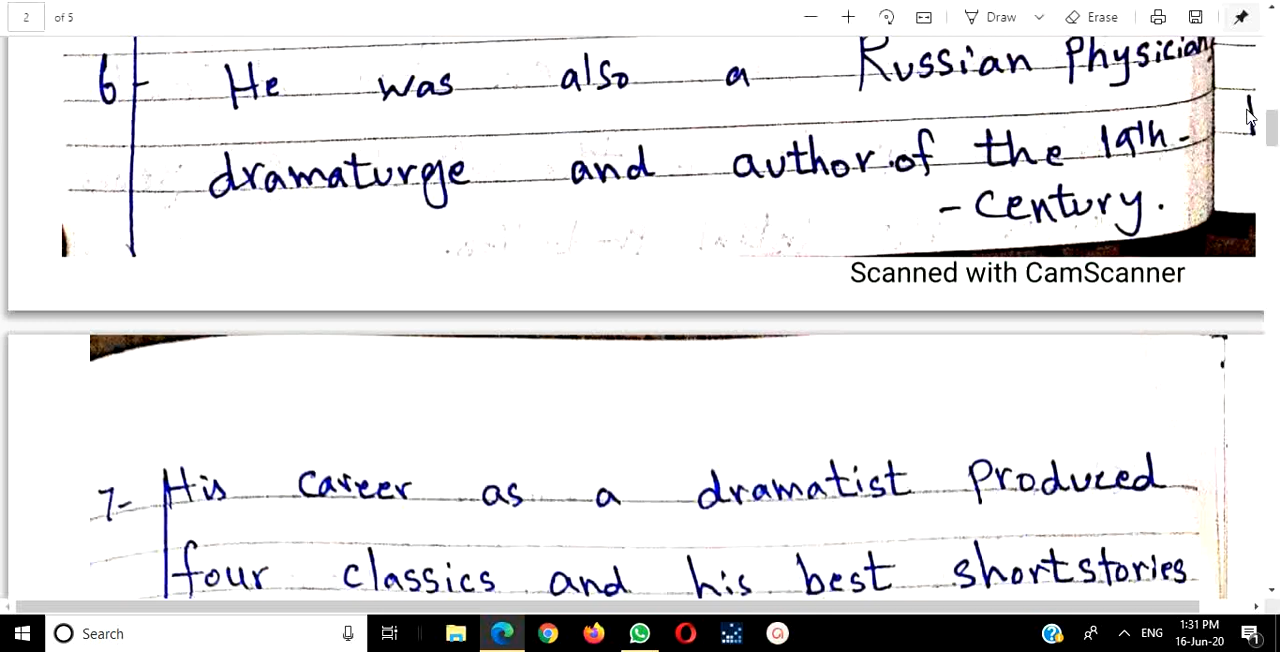 2 of 5 Draw Erase
6- He was also a Russian Physician,
dramaturge and author of the 19th-
- Century.
Scanned with CamScanner
7- His career as a dramatist Produced
four classics and his best shortstories
Search ENG 1:31 PM
16-Jun-20 1